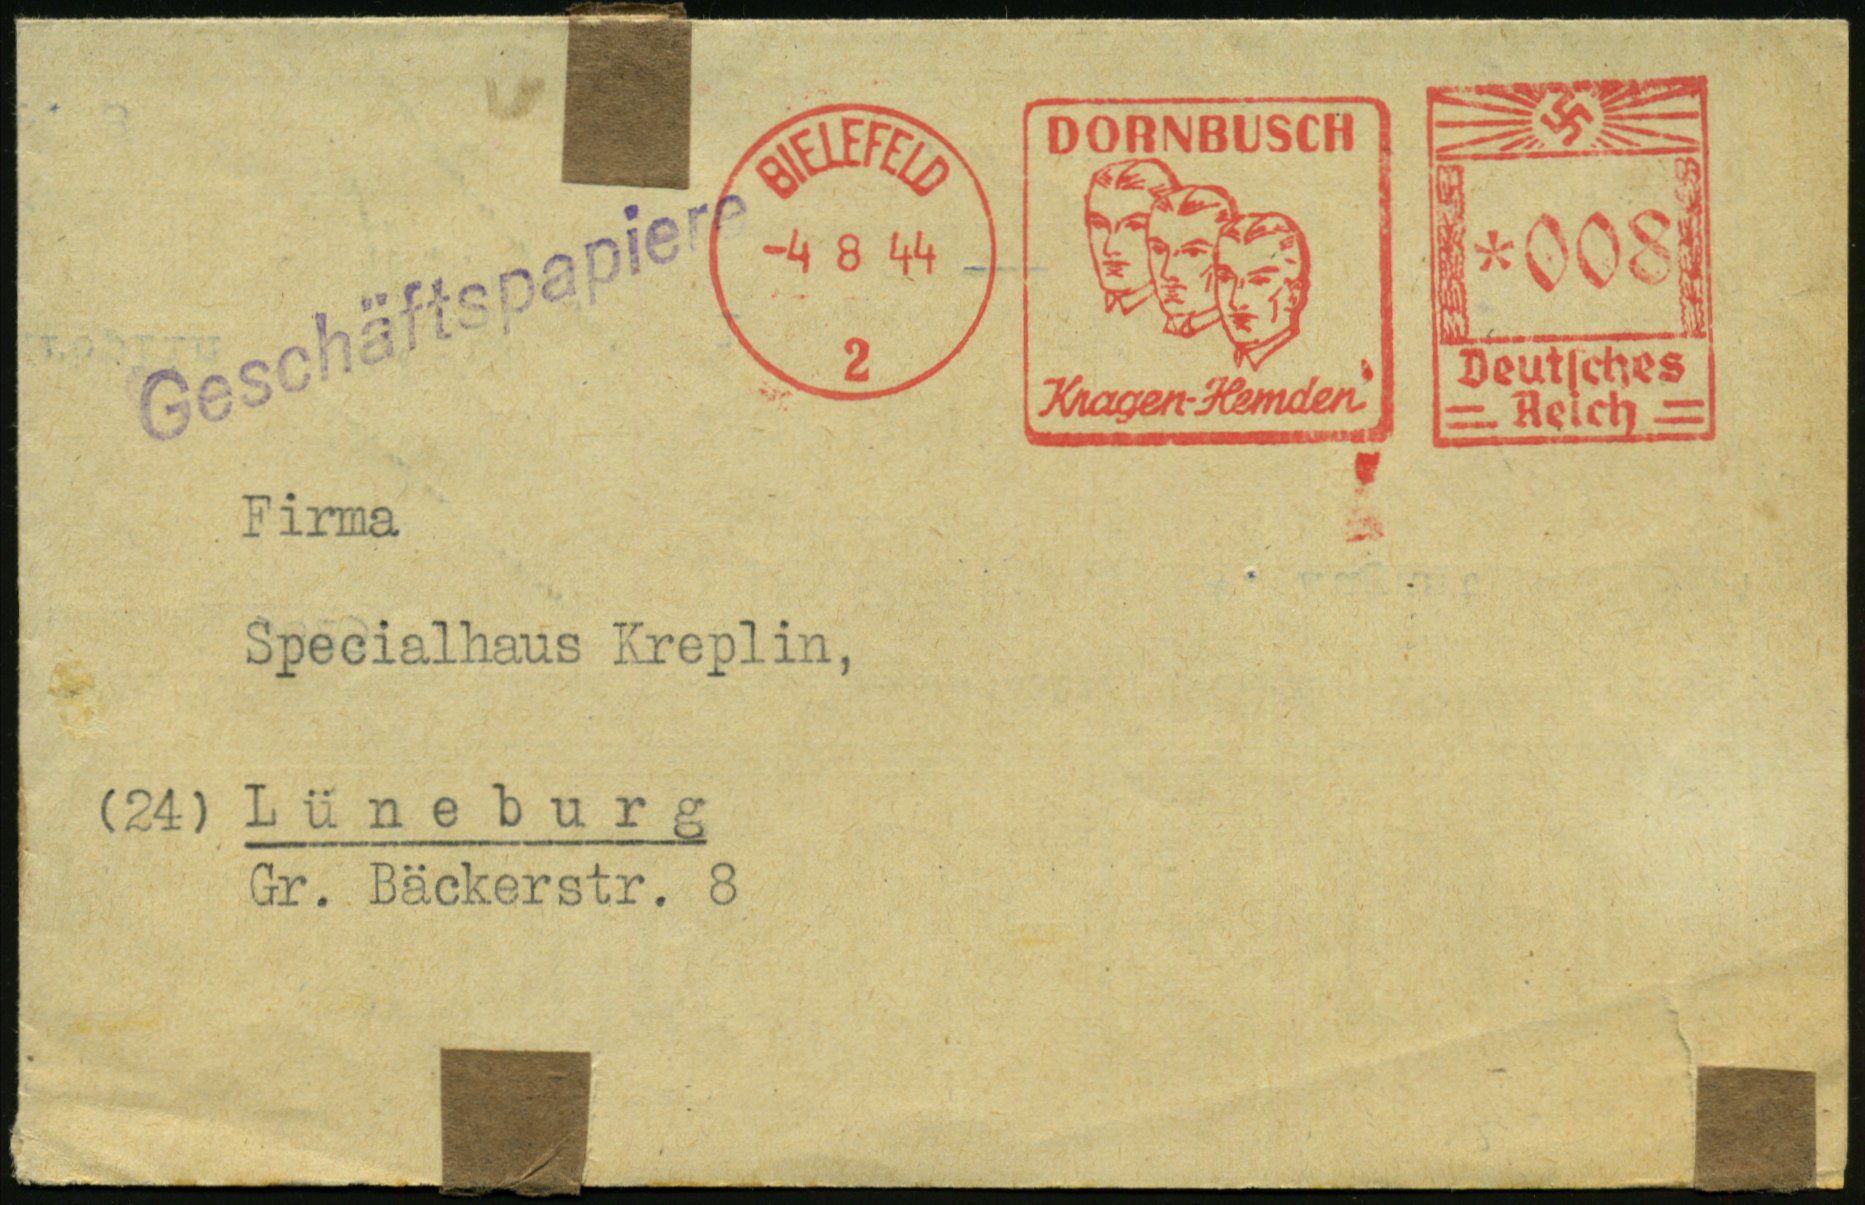 BIELEFELD
-4 8 44
2
DORNBUSCH
Kragen-Hemden
*008
Deutsches
Reich
Geschäftspapiere
Firma
Specialhaus Kreplin,
(24) Lüneburg
Gr. Bäckerstr. 8